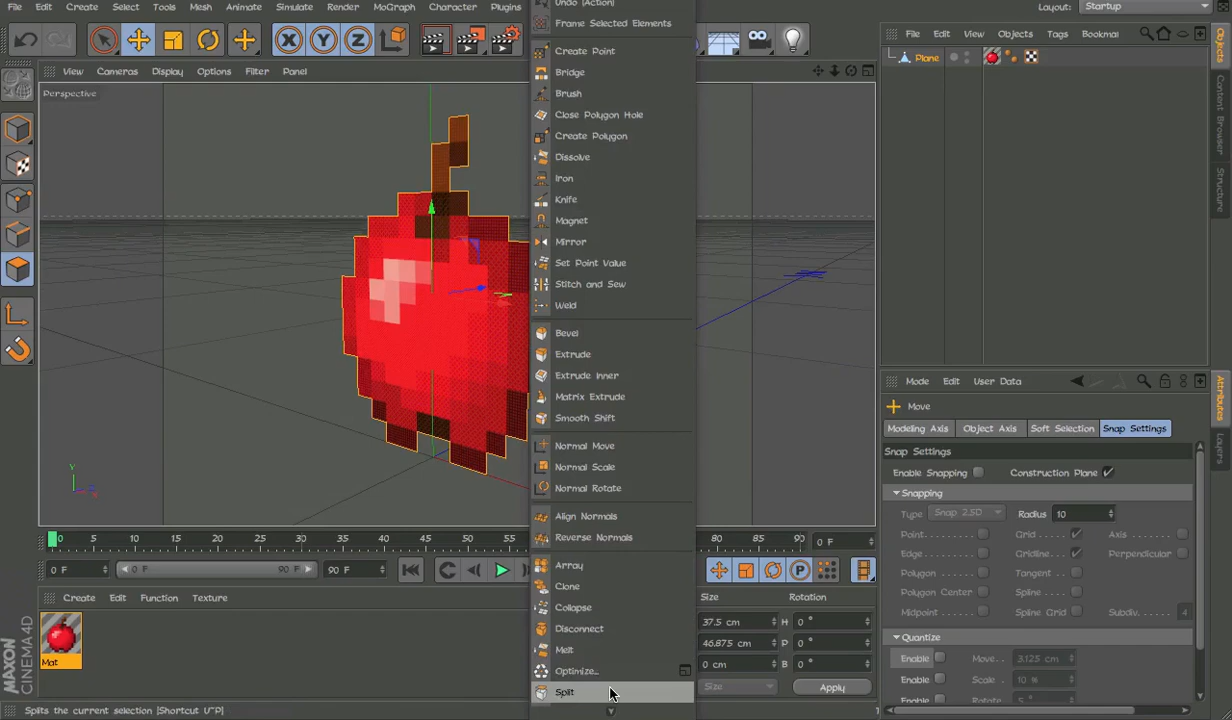 File Edit Create Select Tools Mesh Animate Simulate Render MoGraph Character Plugins Layout: Startup
Undo (Action)
Frame Selected Elements
Create Point
Bridge
Brush
Close Polygon Hole
Create Polygon
Dissolve
Iron
Knife
Magnet
Mirror
Set Point Value
Stitch and Sew
Weld
Bevel
Extrude
Extrude Inner
Matrix Extrude
Smooth Shift
Normal Move
Normal Scale
Normal Rotate
Align Normals
Reverse Normals
Array
Clone
Collapse
Disconnect
Melt
Optimize...
Split
View Cameras Display Options Filter Panel
Perspective
Y
X Y Z
File Edit View Objects Tags Bookmar
Plane
Objects
Content Browser
Structure
Mode Edit User Data
Move
Modeling Axis Object Axis Soft Selection Snap Settings
Snap Settings
Enable Snapping Construction Plane
Snapping
Type Snap 2.5D Radius 10
Point Grid Axis
Edge Gridline Perpendicular
Polygon Tangent
Polygon Center Spline
Midpoint Spline Grid Subdiv. 4
Quantize
Enable Move... 3.125 cm
Enable Scale 10 %
Attributes
Layers
0 5 10 15 20 25 30 35 40 45 50 55 80 85 90 0 F
0 F 0 F 90 F 90 F
P
Create Edit Function Texture
Mat
Size Rotation
37.5 cm H 0 °
46.875 cm P 0 °
0 cm B 0 °
Size Apply
MAXON
CINEMA 4D
Splits the current selection [Shortcut U~P]